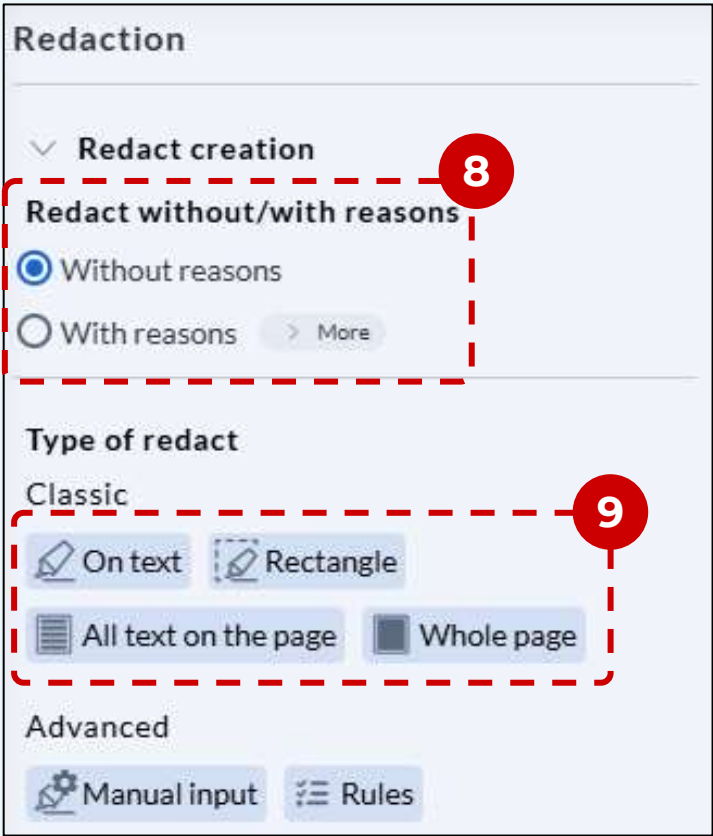 Redaction
Redact creation
8
Redact without/with reasons
Without reasons
With reasons > More
Type of redact
Classic
9
On text Rectangle
All text on the page Whole page
Advanced
Manual input Rules